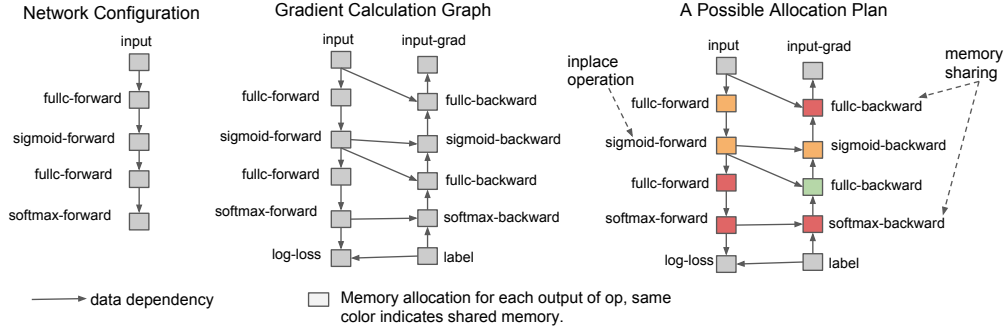 Network Configuration
input
fullc-forward
sigmoid-forward
fullc-forward
softmax-forward
Gradient Calculation Graph
input
input-grad
fullc-forward
fullc-backward
sigmoid-forward
sigmoid-backward
fullc-forward
fullc-backward
softmax-forward
softmax-backward
log-loss
label
A Possible Allocation Plan
input
input-grad
inplace
operation
memory
sharing
fullc-forward
fullc-backward
sigmoid-forward
sigmoid-backward
fullc-forward
fullc-backward
softmax-forward
softmax-backward
log-loss
label
data dependency
Memory allocation for each output of op, same
color indicates shared memory.